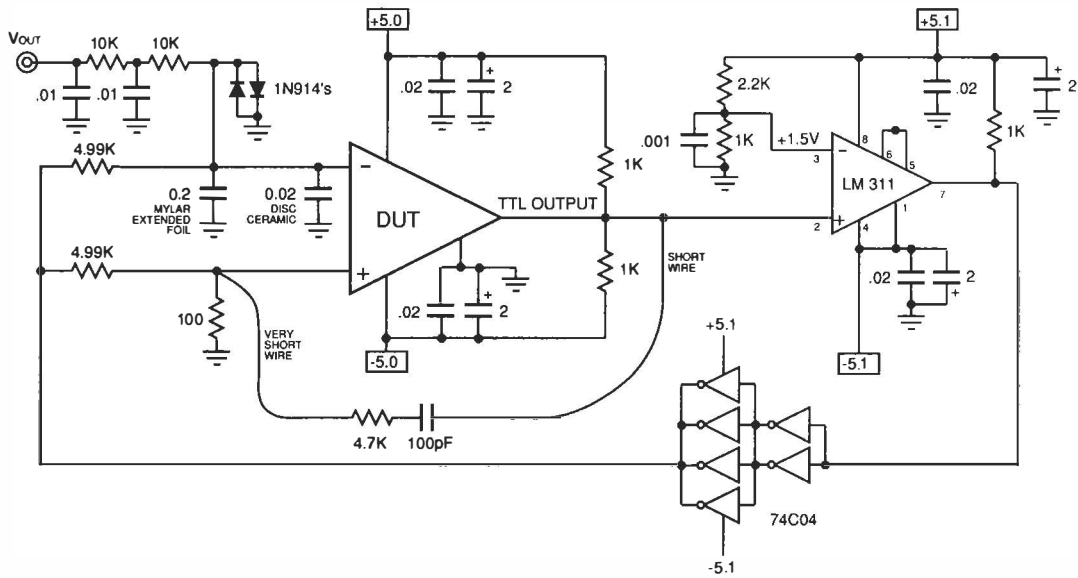 +5.0
+5.1
VOUT
10K
10K
.01
.01
1N914's
.02
+
2
2.2K
.02
+
2
4.99K
.001
1K
+1.5V
1K
1K
8
6
5
3
−
LM 311
7
0.2
MYLAR
EXTENDED
FOIL
0.02
DISC
CERAMIC
−
DUT
TTL OUTPUT
+
2
4
1
4.99K
+
SHORT
WIRE
1K
.02
2
+
100
.02
+
2
VERY
SHORT
WIRE
-5.0
+5.1
-5.1
4.7K
100pF
74C04
-5.1